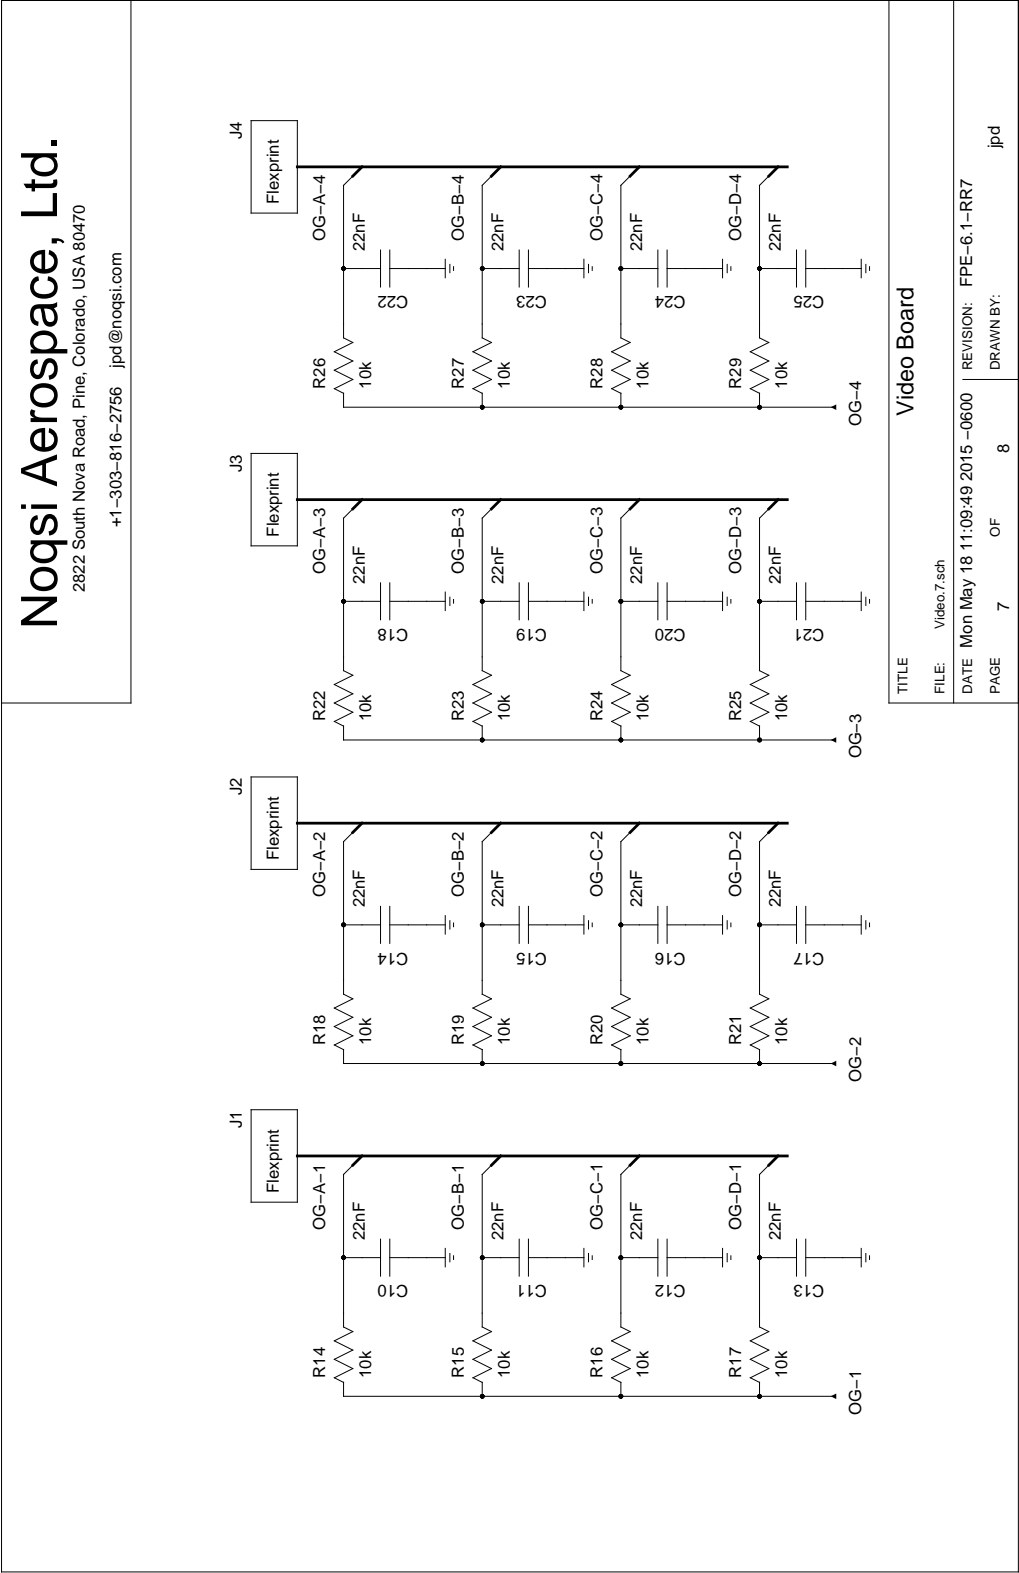 Noqsi Aerospace, Ltd.
2822 South Nova Road, Pine, Colorado, USA 80470
+1−303−816−2756 jpd@noqsi.com
J1
Flexprint
OG−A−1
22nF
C10
R14
10k
OG−B−1
22nF
C11
R15
10k
OG−C−1
22nF
C12
R16
10k
OG−D−1
22nF
C13
R17
10k
OG−1
J2
Flexprint
OG−A−2
22nF
C14
R18
10k
OG−B−2
22nF
C15
R19
10k
OG−C−2
22nF
C16
R20
10k
OG−D−2
22nF
C17
R21
10k
OG−2
J3
Flexprint
OG−A−3
22nF
C18
R22
10k
OG−B−3
22nF
C19
R23
10k
OG−C−3
22nF
C20
R24
10k
OG−D−3
22nF
C21
R25
10k
OG−3
J4
Flexprint
OG−A−4
22nF
C22
R26
10k
OG−B−4
22nF
C23
R27
10k
OG−C−4
22nF
C24
R28
10k
OG−D−4
22nF
C25
R29
10k
OG−4
TITLE
Video Board
FILE: Video.7.sch
DATE Mon May 18 11:09:49 2015 −0600
REVISION: FPE−6.1−RR7
PAGE 7 OF 8
DRAWN BY: jpd